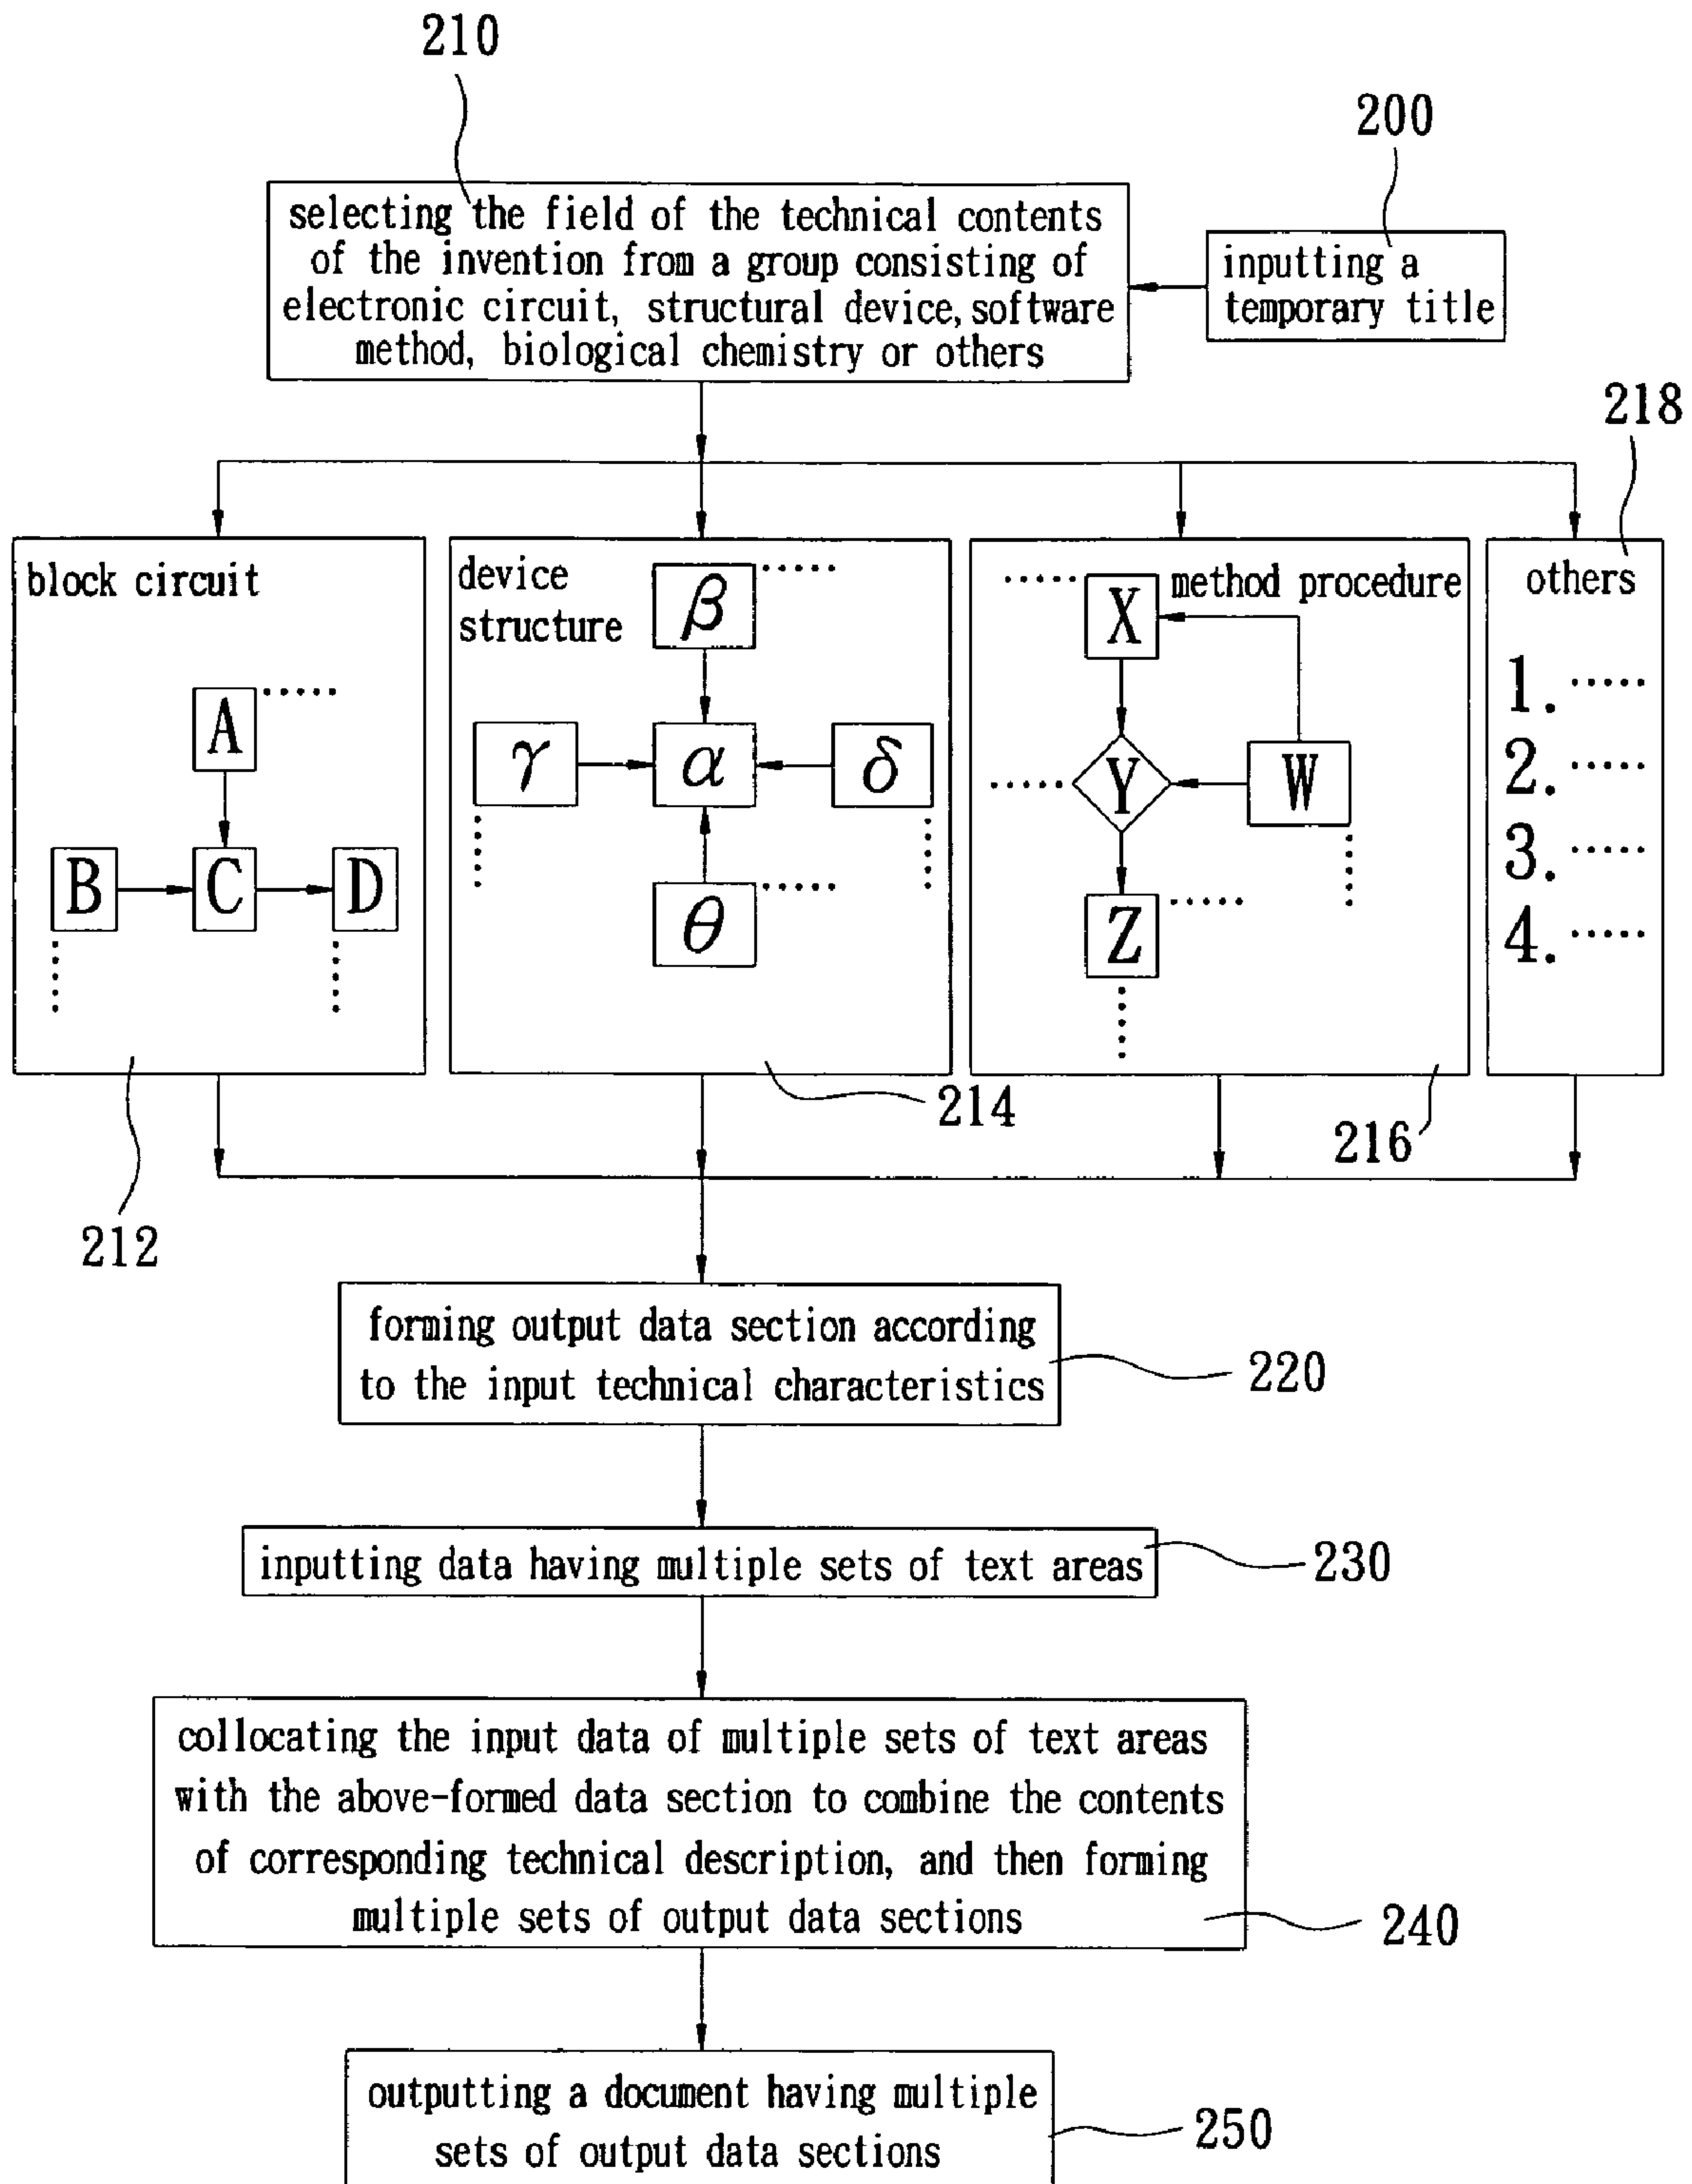 210
200
selecting the field of the technical contents
of the invention from a group consisting of
electronic circuit, structural device, software
method, biological chemistry or others
inputting a
temporary title
218
block circuit
A
B
C
D
212
device
structure
β
γ
α
δ
θ
214
method procedure
X
Y
W
Z
216
others
1. .....
2. .....
3. .....
4. .....
forming output data section according
to the input technical characteristics
220
inputting data having multiple sets of text areas
230
collocating the input data of multiple sets of text areas
with the above-formed data section to combine the contents
of corresponding technical description, and then forming
multiple sets of output data sections
240
outputting a document having multiple
sets of output data sections
250